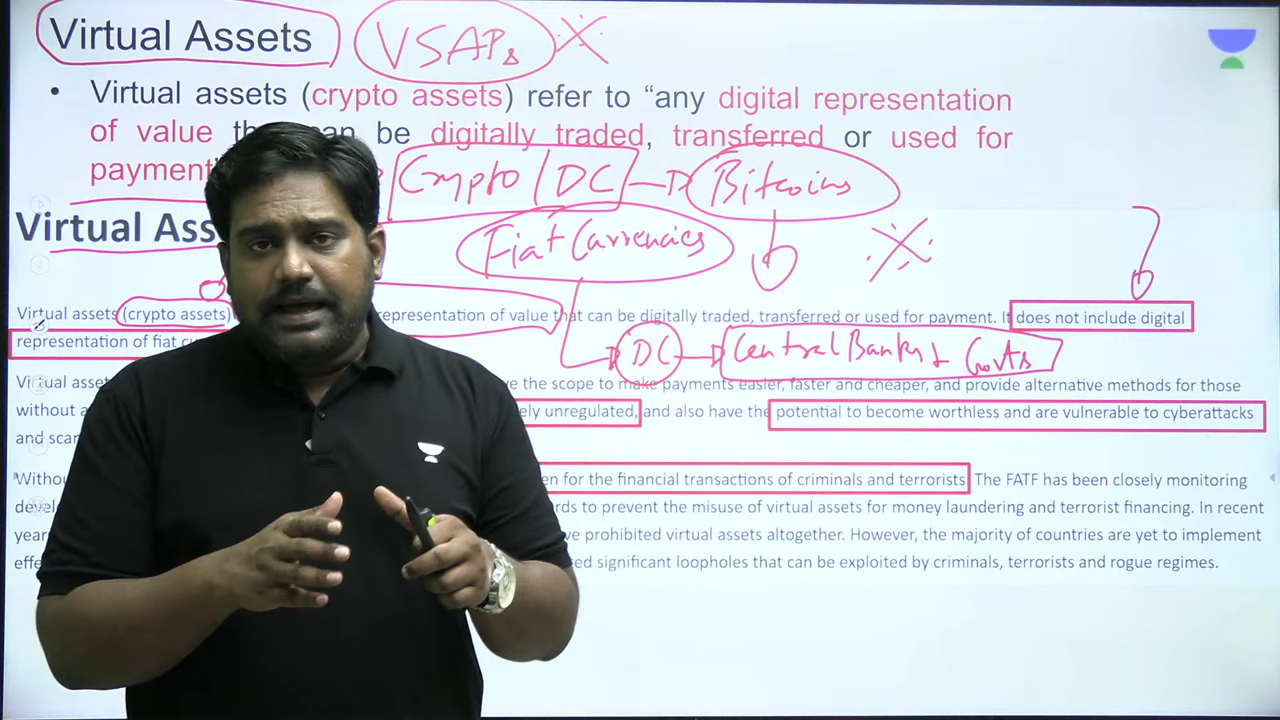 Virtual Assets VSAPs
• Virtual assets (crypto assets) refer to “any digital representation
of value th can be digitally traded, transferred or used for
payment”
Crypto/DC → Bitcoins
Virtual Ass
Fiat Currencies
Virtual assets (crypto assets) representation of value that can be digitally traded, transferred or used for payment. It does not include digital
representation of fiat cu
DC → Central Banks + Govts
Virtual asset ve the scope to make payments easier, faster and cheaper, and provide alternative methods for those
without a ely unregulated, and also have the potential to become worthless and are vulnerable to cyberattacks
and scam
Withou en for the financial transactions of criminals and terrorists. The FATF has been closely monitoring
devel rds to prevent the misuse of virtual assets for money laundering and terrorist financing. In recent
year ve prohibited virtual assets altogether. However, the majority of countries are yet to implement
effe ed significant loopholes that can be exploited by criminals, terrorists and rogue regimes.